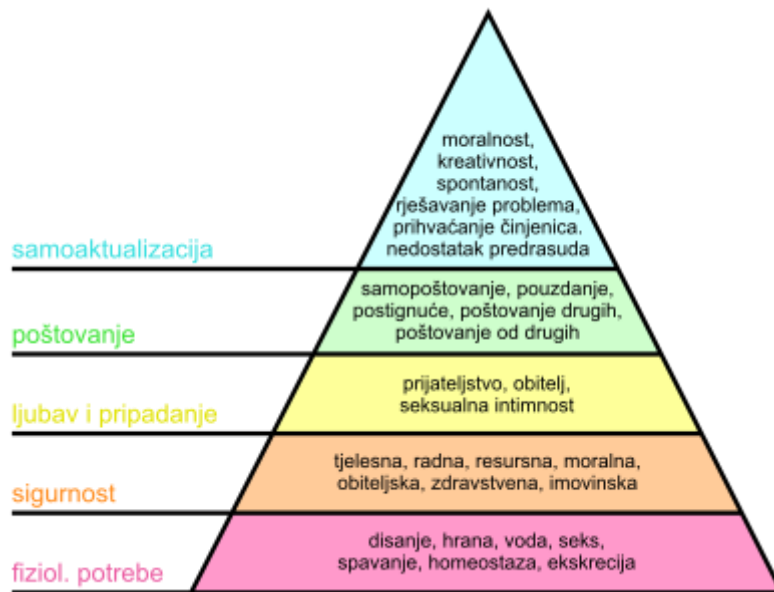 moralnost,
kreativnost,
spontanost,
rješavanje problema,
prihvaćanje činjenica.
nedostatak predrasuda
samoaktualizacija
samopoštovanje, pouzdanje,
postignuće, poštovanje drugih,
poštovanje od drugih
poštovanje
prijateljstvo, obitelj,
seksualna intimnost
ljubav i pripadanje
tjelesna, radna, resursna, moralna,
obiteljska, zdravstvena, imovinska
sigurnost
disanje, hrana, voda, seks,
spavanje, homeostaza, ekskrecija
fiziol. potrebe